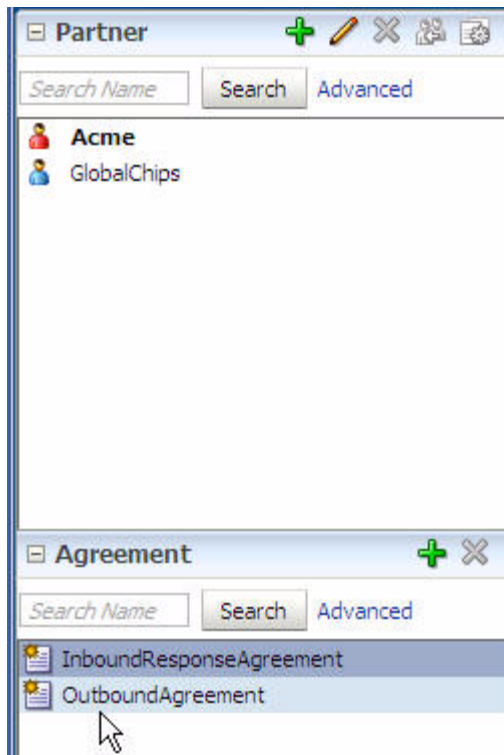 Partner
Search Name Search Advanced
Acme
GlobalChips
Agreement
Search Name Search Advanced
InboundResponseAgreement
OutboundAgreement